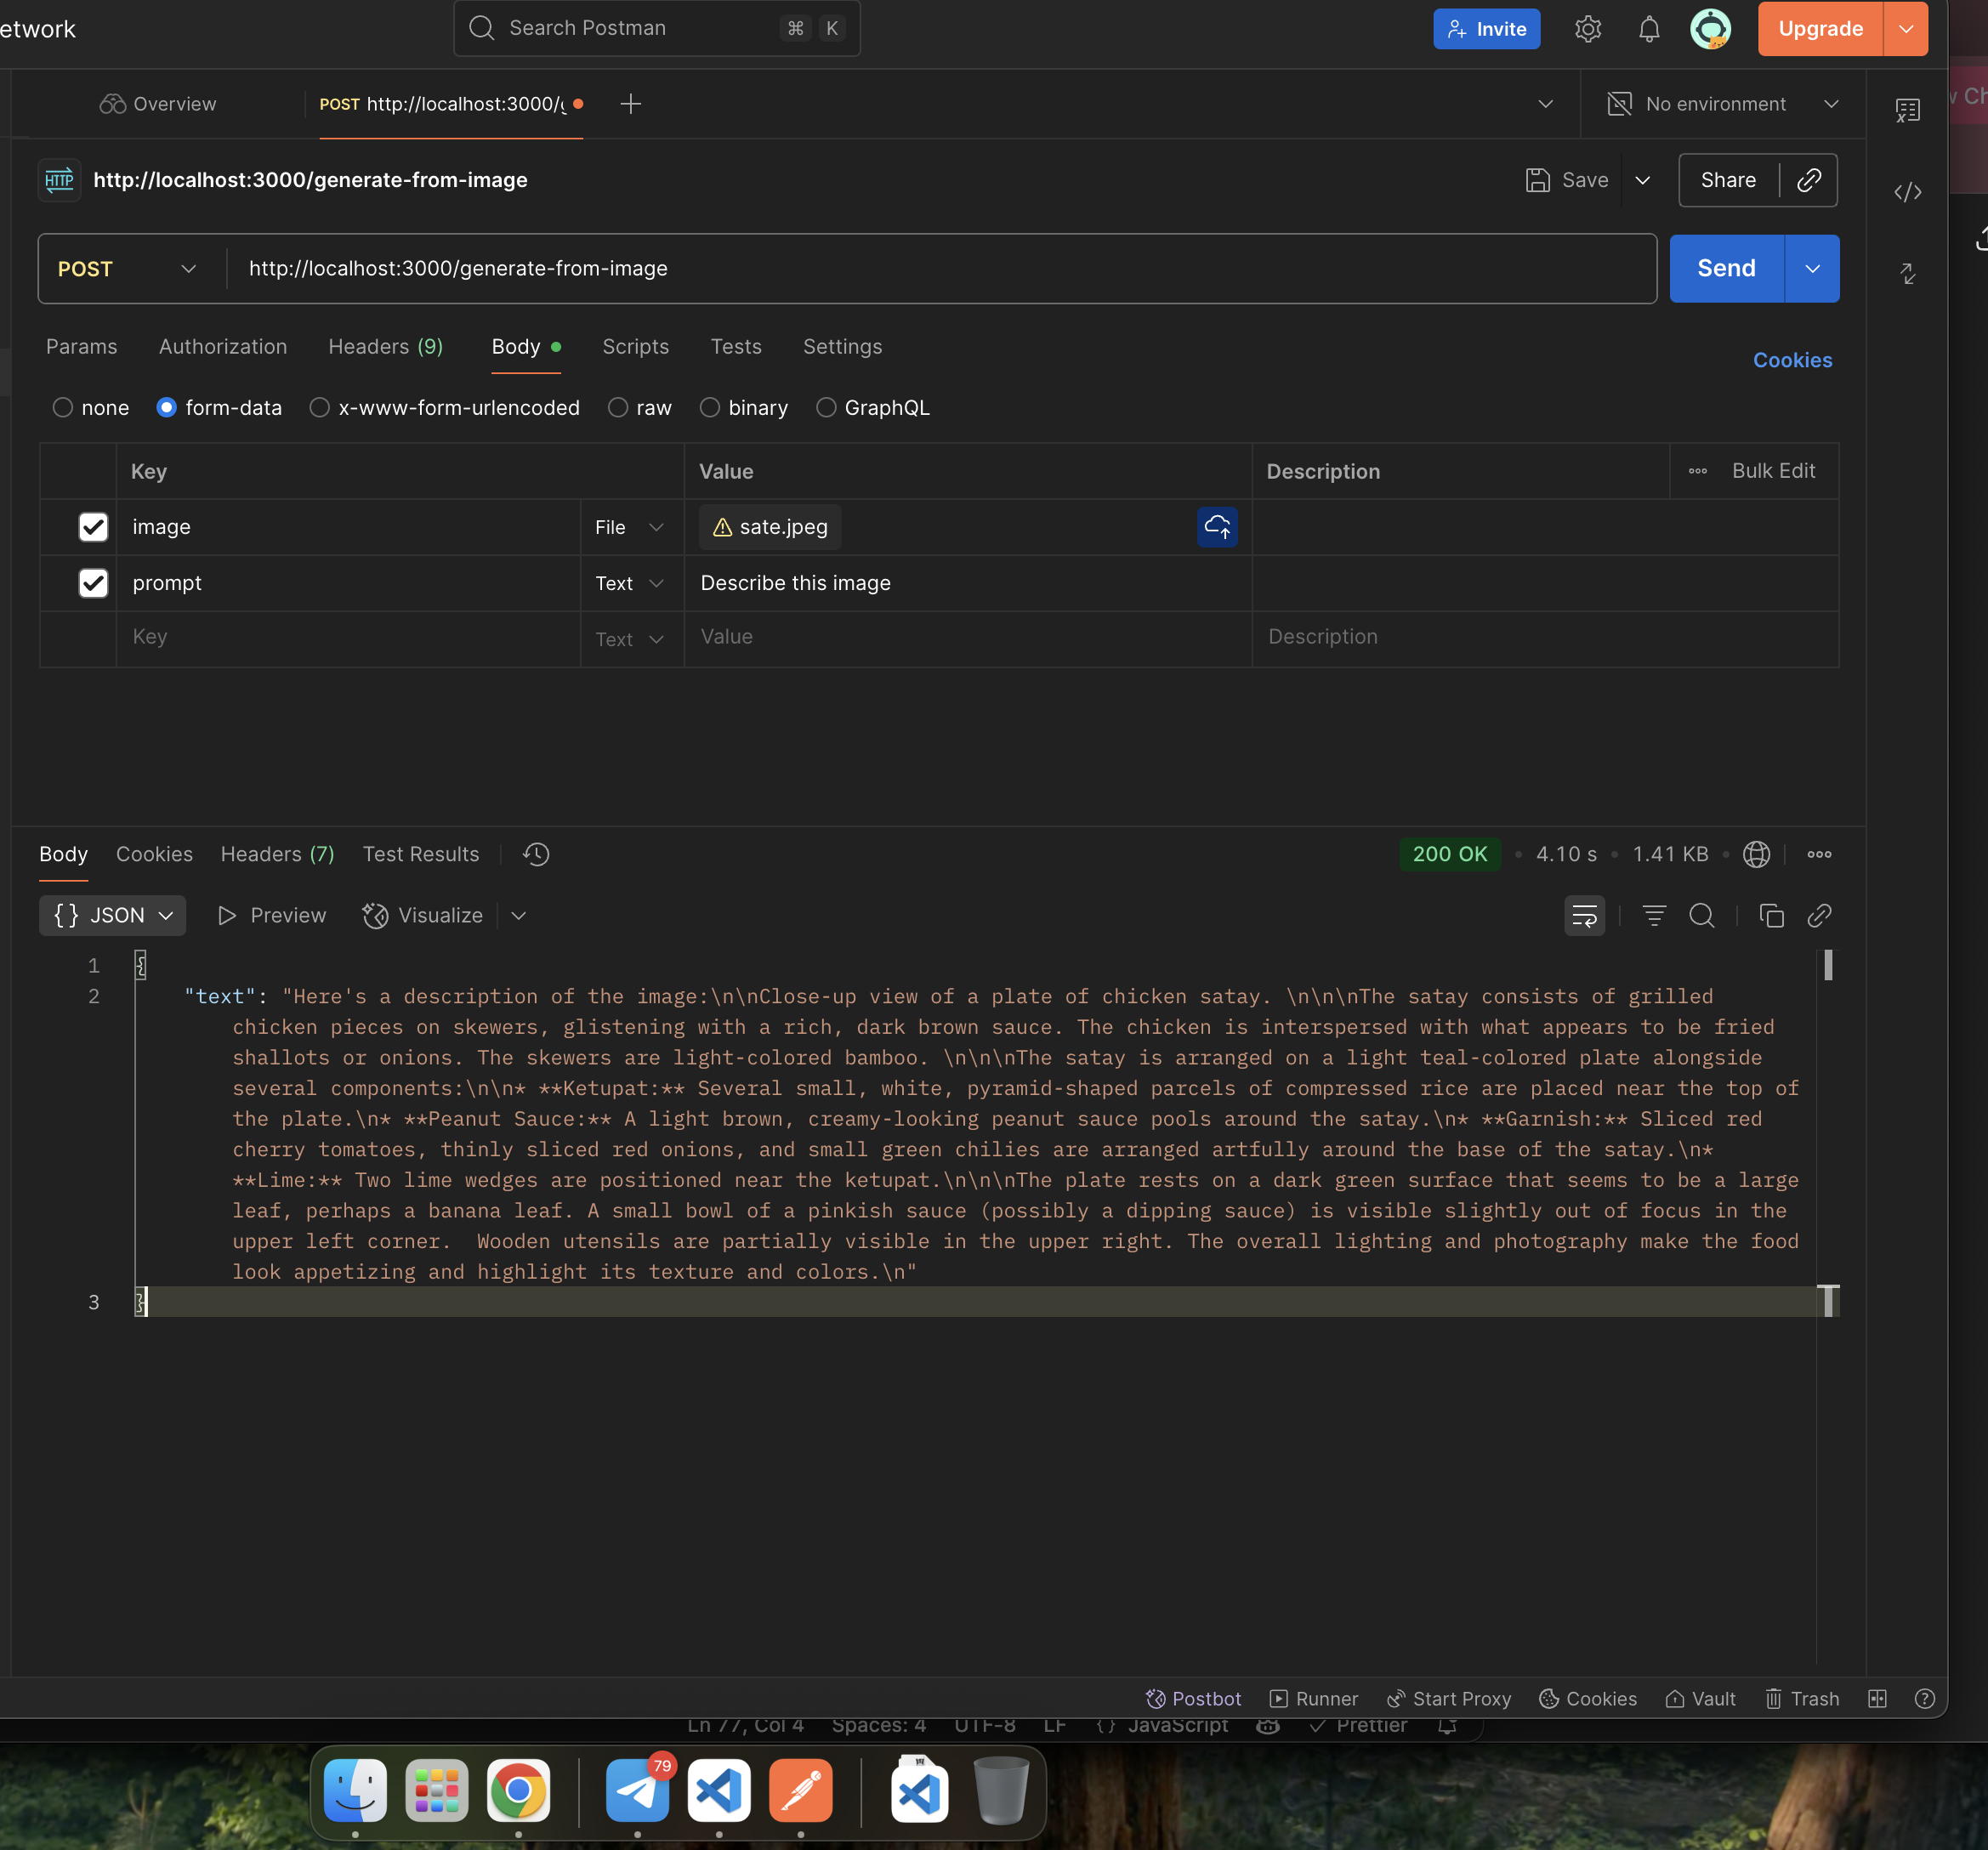 etwork
Search Postman
⌘ K
Invite
Upgrade
Overview
POST http://localhost:3000/
No environment
HTTP
http://localhost:3000/generate-from-image
Save
Share
POST
http://localhost:3000/generate-from-image
Send
Params
Authorization
Headers (9)
Body
Scripts
Tests
Settings
Cookies
none
form-data
x-www-form-urlencoded
raw
binary
GraphQL
Key
Value
Description
Bulk Edit
image
File
sate.jpeg
prompt
Text
Describe this image
Key
Text
Value
Description
Body
Cookies
Headers (7)
Test Results
200 OK
4.10 s
1.41 KB
{} JSON
Preview
Visualize
1 {
2 "text": "Here's a description of the image:\n\nClose-up view of a plate of chicken satay. \n\n\nThe satay consists of grilled
chicken pieces on skewers, glistening with a rich, dark brown sauce. The chicken is interspersed with what appears to be fried
shallots or onions. The skewers are light-colored bamboo. \n\n\nThe satay is arranged on a light teal-colored plate alongside
several components:\n\n* **Ketupat:** Several small, white, pyramid-shaped parcels of compressed rice are placed near the top of
the plate.\n* **Peanut Sauce:** A light brown, creamy-looking peanut sauce pools around the satay.\n* **Garnish:** Sliced red
cherry tomatoes, thinly sliced red onions, and small green chilies are arranged artfully around the base of the satay.\n*
**Lime:** Two lime wedges are positioned near the ketupat.\n\n\nThe plate rests on a dark green surface that seems to be a large
leaf, perhaps a banana leaf. A small bowl of a pinkish sauce (possibly a dipping sauce) is visible slightly out of focus in the
upper left corner.  Wooden utensils are partially visible in the upper right. The overall lighting and photography make the food
look appetizing and highlight its texture and colors.\n"
3 }
Postbot
Runner
Start Proxy
Cookies
Vault
Trash
Ln 77, Col 4
Spaces: 4
UTF-8
LF
{} JavaScript
Prettier
79